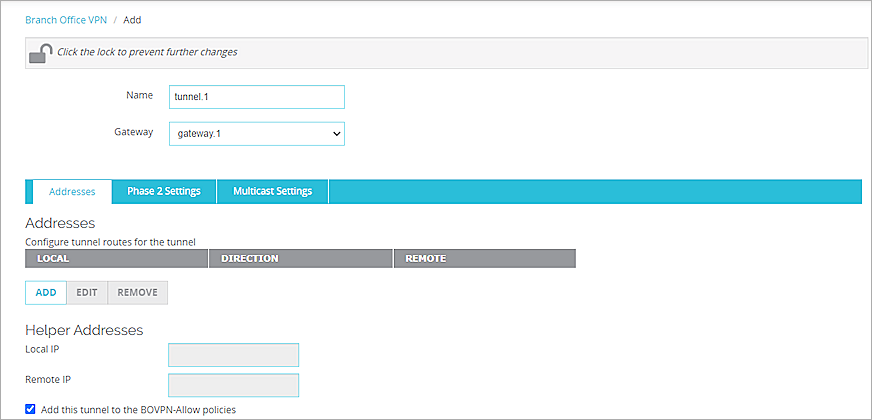 Branch Office VPN / Add
Click the lock to prevent further changes
Name tunnel.1
Gateway gateway.1
Addresses Phase 2 Settings Multicast Settings
Addresses
Configure tunnel routes for the tunnel
LOCAL DIRECTION REMOTE
ADD EDIT REMOVE
Helper Addresses
Local IP
Remote IP
Add this tunnel to the BOVPN-Allow policies